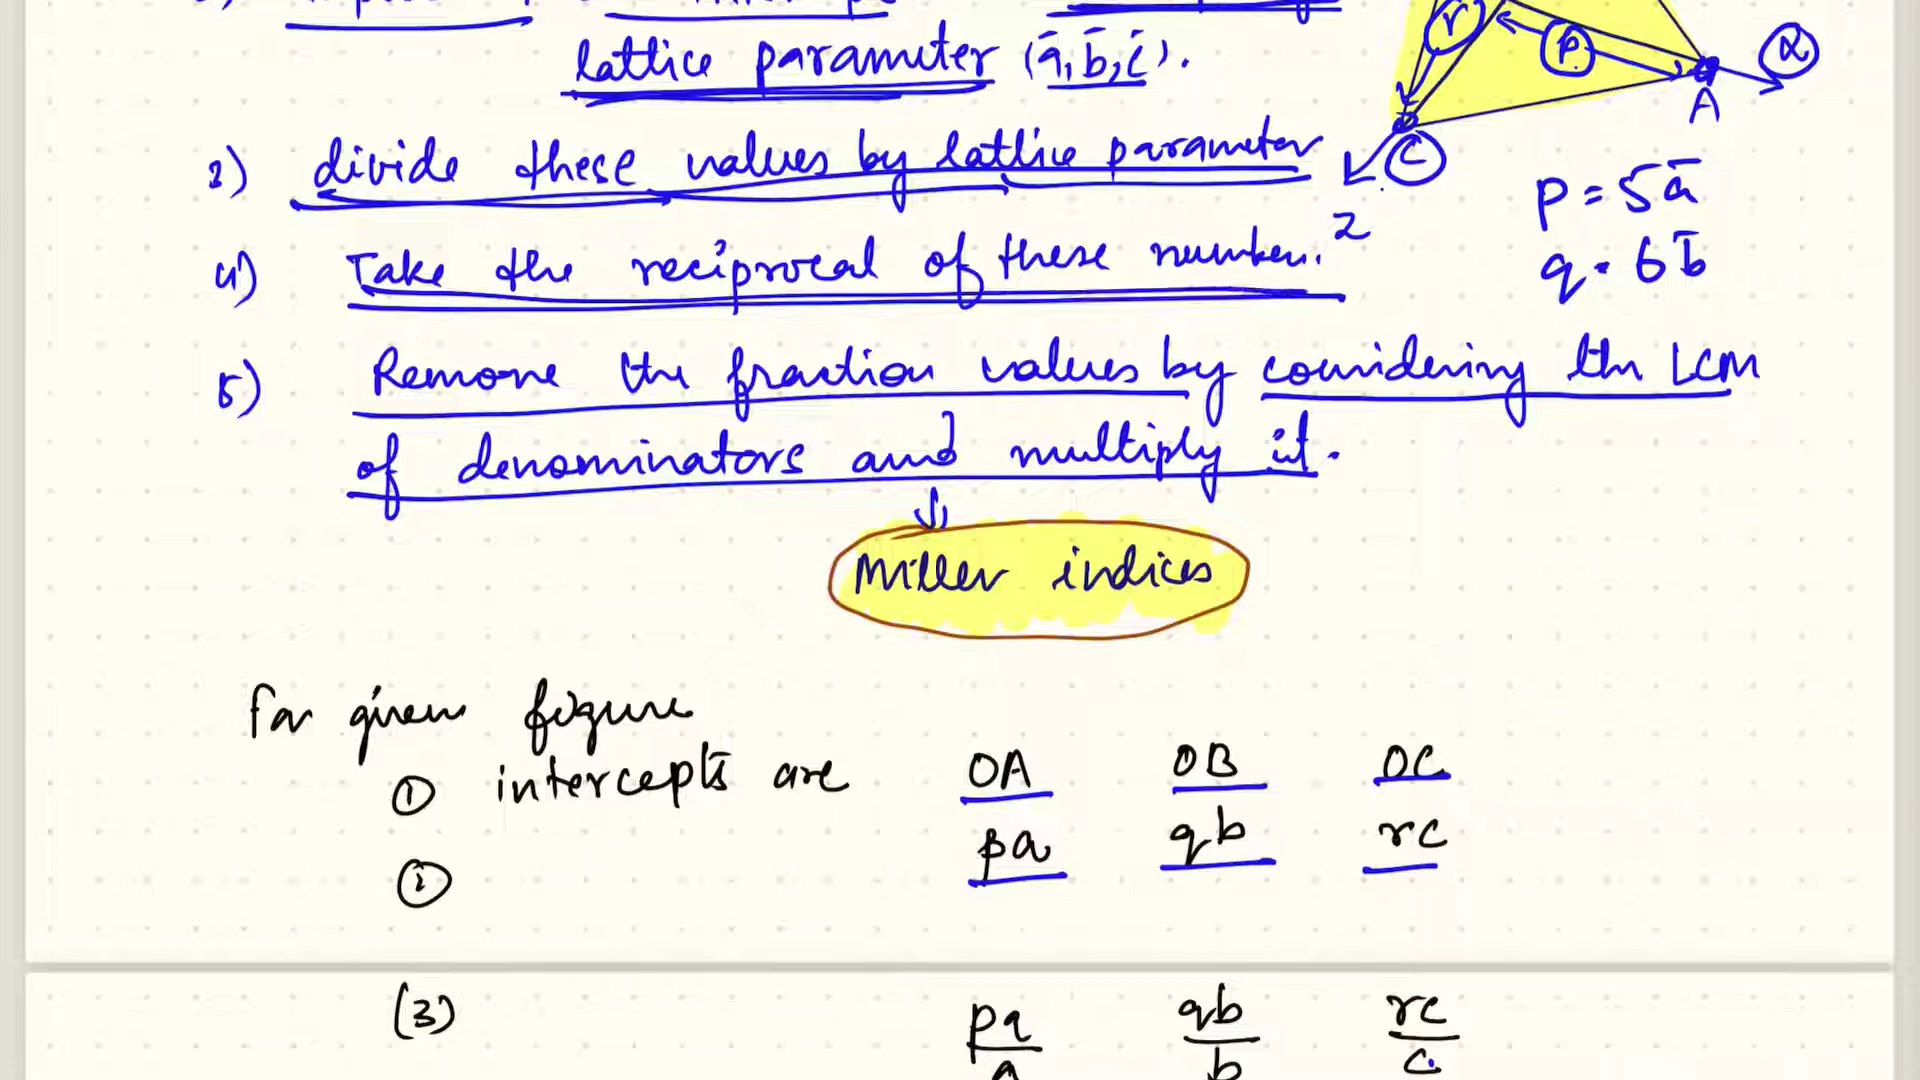 lattice parameter (ā, b̄, c̄).
3) divide these values by lattice parameter
4) Take the reciprocal of these number.
5) Remove the fraction values by considering the LCM
of denominators and multiply it.
↓
Miller indices
r
p
x
A
C
z
p = 5ā
q = 6b̄
for given figure
① intercepts are OA OB OC
② pa qb rc
(3) pa/a qb/b rc/c